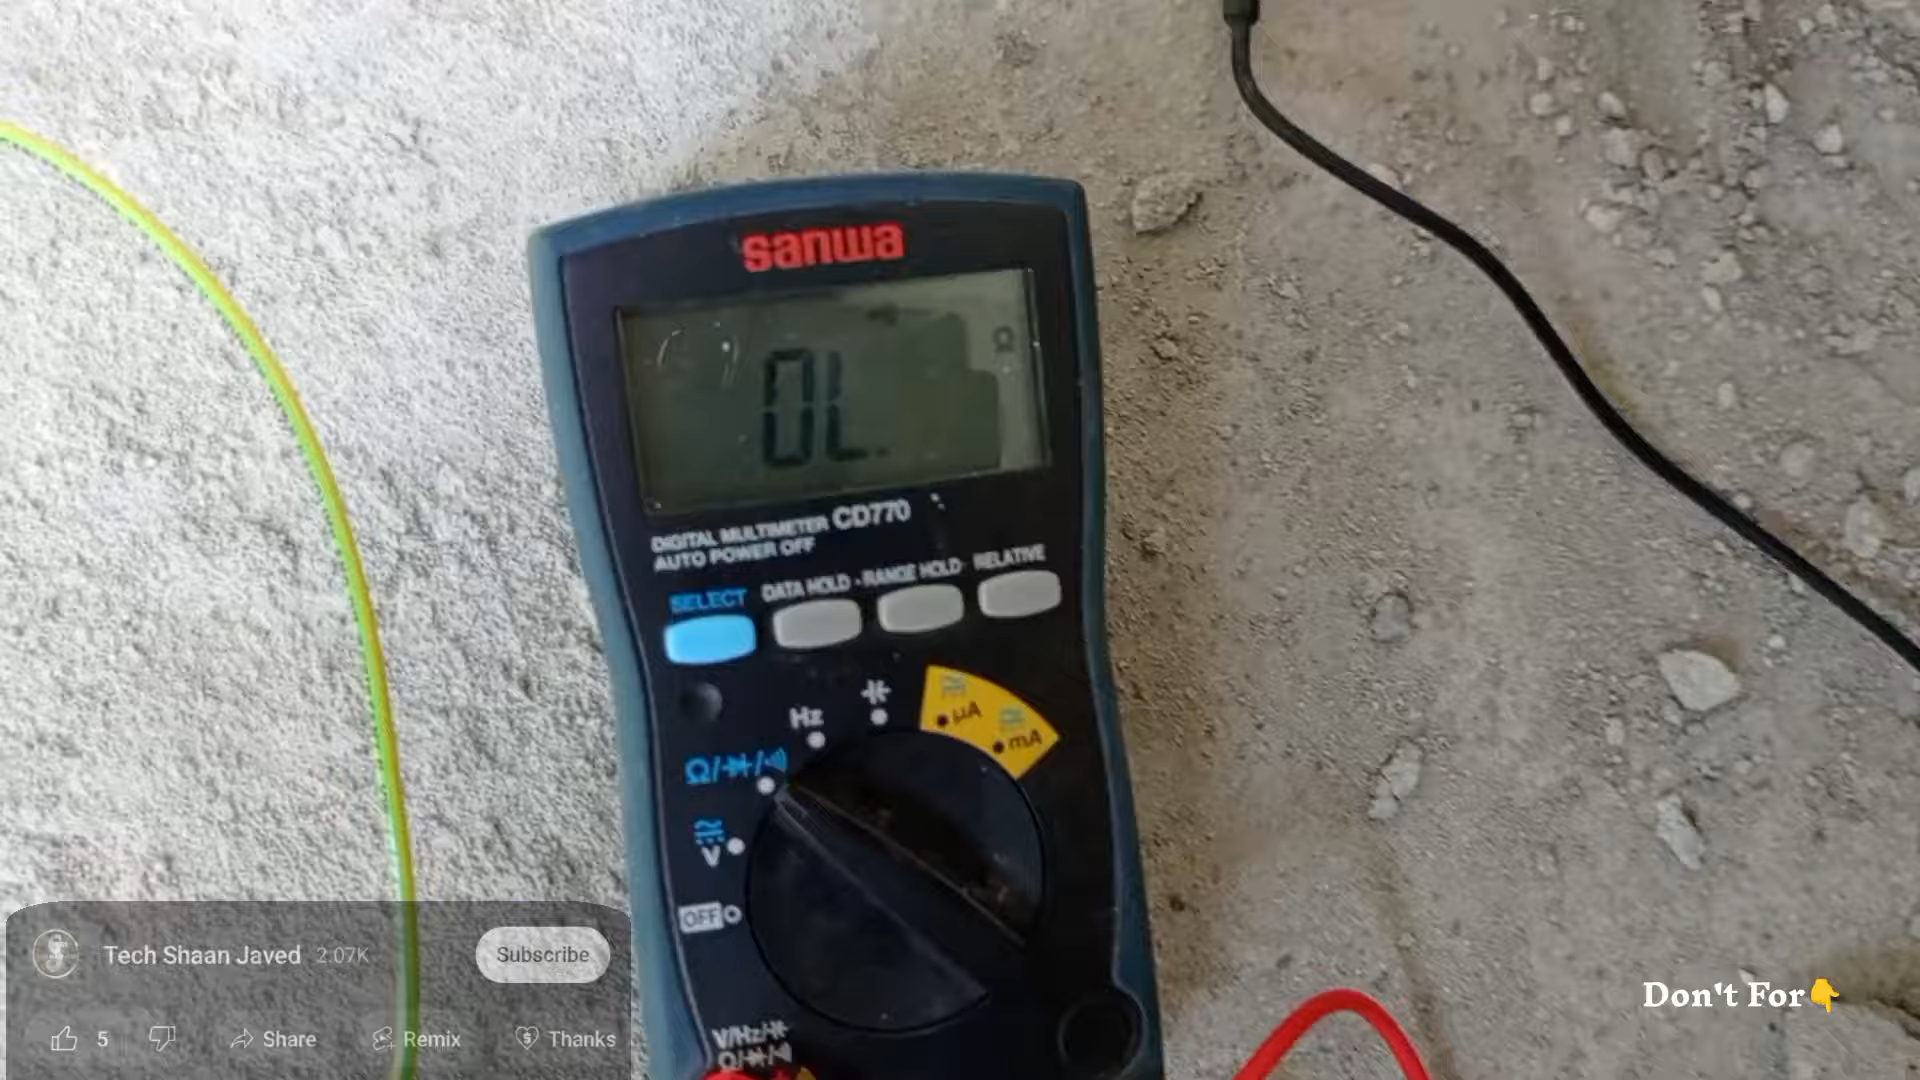 sanwa
Ω
0L.
DIGITAL MULTIMETER CD770
AUTO POWER OFF
SELECT
DATA HOLD • RANGE HOLD
RELATIVE
Hz
µA
mA
Ω/
V
OFF
V/Hz/
Ω/
Tech Shaan Javed 2.07K
Subscribe
5
Share
Remix
Thanks
Don't For👇